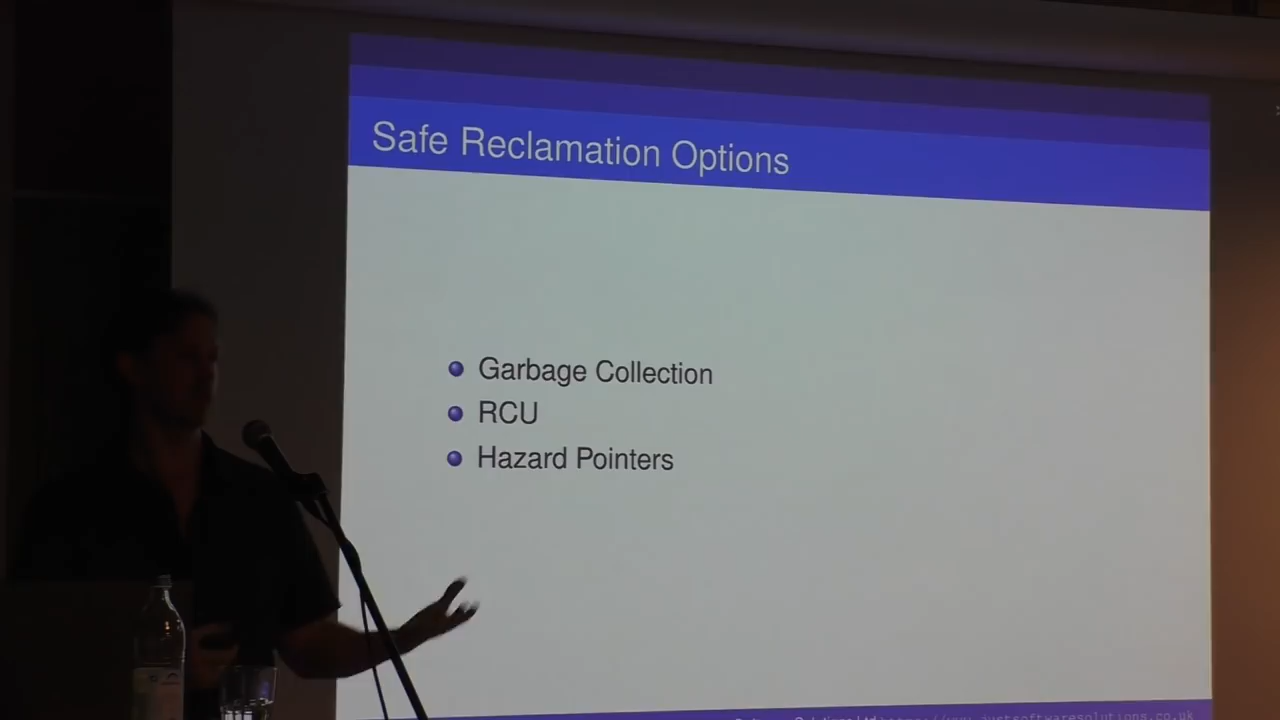 Safe Reclamation Options
Garbage Collection
RCU
Hazard Pointers